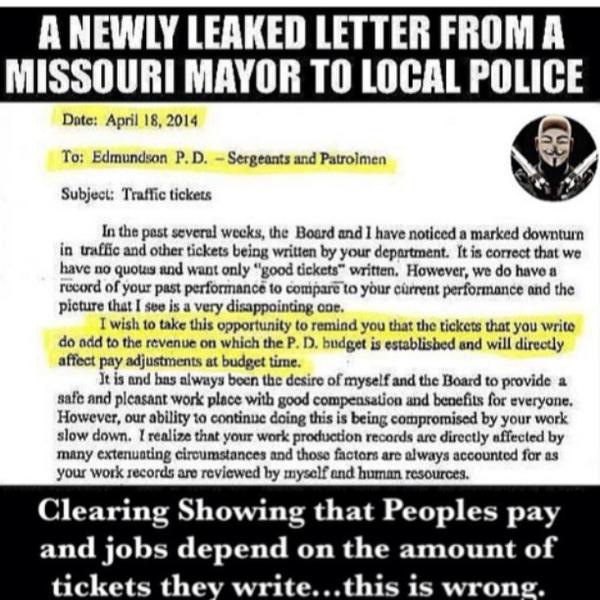 A NEWLY LEAKED LETTER FROM A
MISSOURI MAYOR TO LOCAL POLICE
Date: April 18, 2014
To: Edmundson P. D. – Sergeants and Patrolmen
Subject: Traffic tickets
In the past several weeks, the Board and I have noticed a marked downturn
in traffic and other tickets being written by your department. It is correct that we
have no quotas and want only "good tickets" written. However, we do have a
record of your past performance to compare to your current performance and the
picture that I see is a very disappointing one.
I wish to take this opportunity to remind you that the tickets that you write
do add to the revenue on which the P. D. budget is established and will directly
affect pay adjustments at budget time.
It is and has always been the desire of myself and the Board to provide a
safe and pleasant work place with good compensation and benefits for everyone.
However, our ability to continue doing this is being compromised by your work
slow down. I realize that your work production records are directly affected by
many extenuating circumstances and those factors are always accounted for as
your work records are reviewed by myself and human resources.
Clearing Showing that Peoples pay
and jobs depend on the amount of
tickets they write...this is wrong.